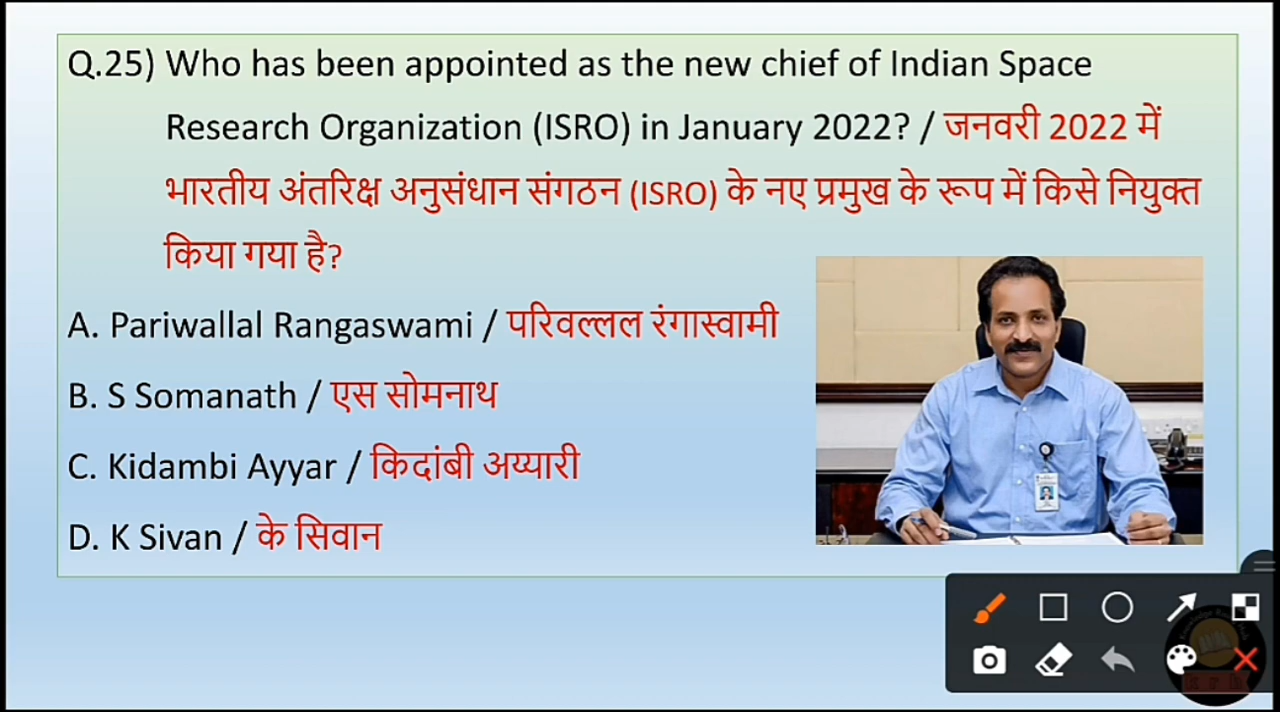 Q.25) Who has been appointed as the new chief of Indian Space
Research Organization (ISRO) in January 2022? / जनवरी 2022 में
भारतीय अंतरिक्ष अनुसंधान संगठन (ISRO) के नए प्रमुख के रूप में किसे नियुक्त
किया गया है?
A. Pariwallal Rangaswami / परिवल्लल रंगास्वामी
B. S Somanath / एस सोमनाथ
C. Kidambi Ayyar / किदांबी अय्यारी
D. K Sivan / के सिवान